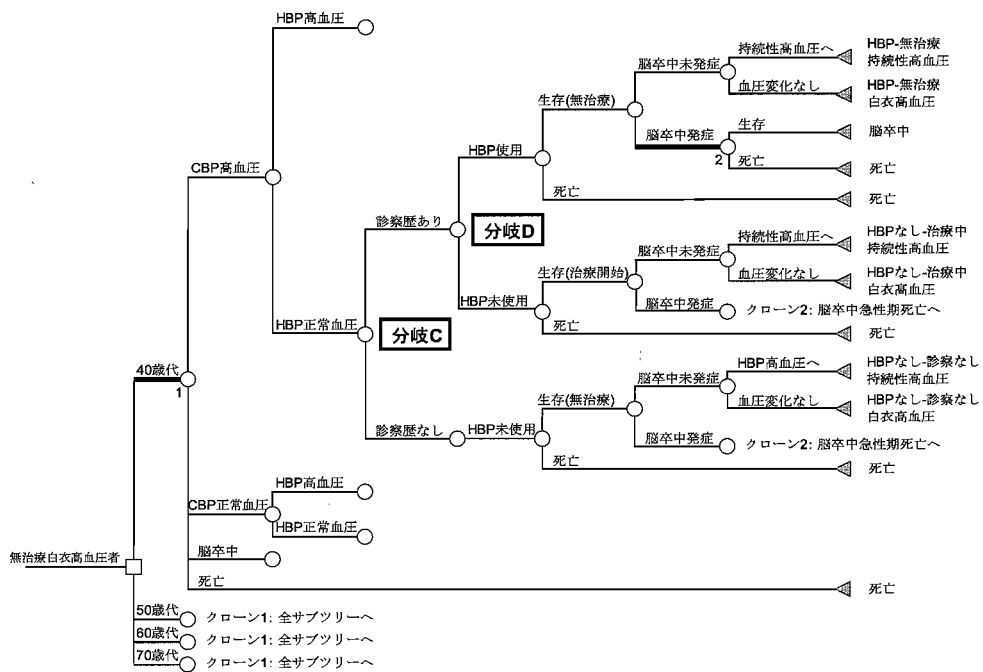 HBP高血圧
持続性高血圧へ
HBP-無治療
持続性高血圧
脳卒中未発症
血圧変化なし
HBP-無治療
白衣高血圧
生存(無治療)
脳卒中発症
2
生存
脳卒中
死亡
死亡
HBP使用
死亡
死亡
CBP高血圧
診察歴あり
分岐D
持続性高血圧へ
HBPなし-治療中
持続性高血圧
脳卒中未発症
血圧変化なし
HBPなし-治療中
白衣高血圧
生存(治療開始)
脳卒中発症
クローン2: 脳卒中急性期死亡へ
HBP未使用
死亡
死亡
HBP正常血圧
分岐C
HBP高血圧へ
HBPなし-診察なし
持続性高血圧
脳卒中未発症
血圧変化なし
HBPなし-診察なし
白衣高血圧
生存(無治療)
脳卒中発症
クローン2: 脳卒中急性期死亡へ
診察歴なし
HBP未使用
死亡
死亡
40歳代
1
HBP高血圧
CBP正常血圧
HBP正常血圧
脳卒中
死亡
死亡
無治療白衣高血圧者
50歳代
クローン1: 全サブツリーへ
60歳代
クローン1: 全サブツリーへ
70歳代
クローン1: 全サブツリーへ